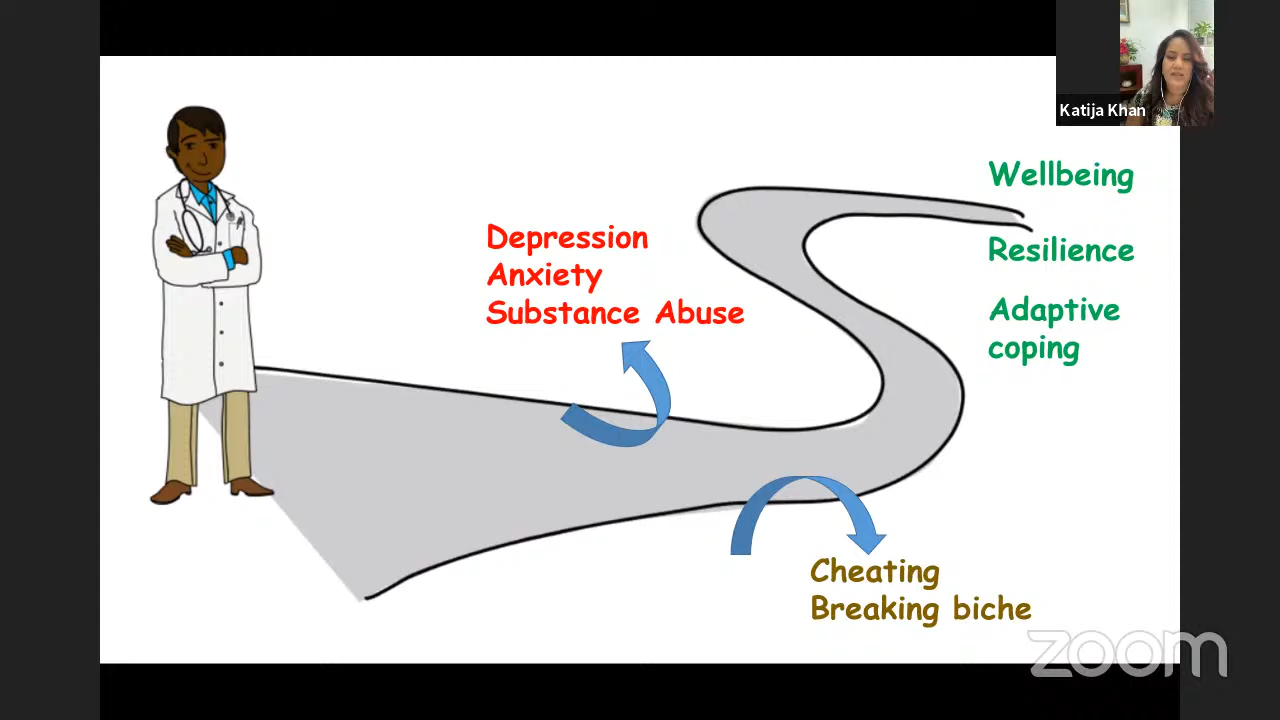 Katija Khan
Wellbeing
Depression
Anxiety
Substance Abuse
Resilience
Adaptive
coping
Cheating
Breaking biche
zoom